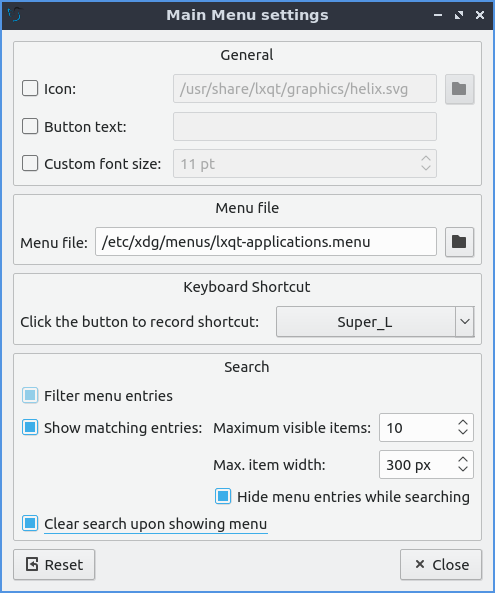 Main Menu settings
General
Icon: /usr/share/lxqt/graphics/helix.svg
Button text:
Custom font size: 11 pt
Menu file
Menu file: /etc/xdg/menus/lxqt-applications.menu
Keyboard Shortcut
Click the button to record shortcut: Super_L
Search
Filter menu entries
Show matching entries: Maximum visible items: 10
Max. item width: 300 px
Hide menu entries while searching
Clear search upon showing menu
Reset Close